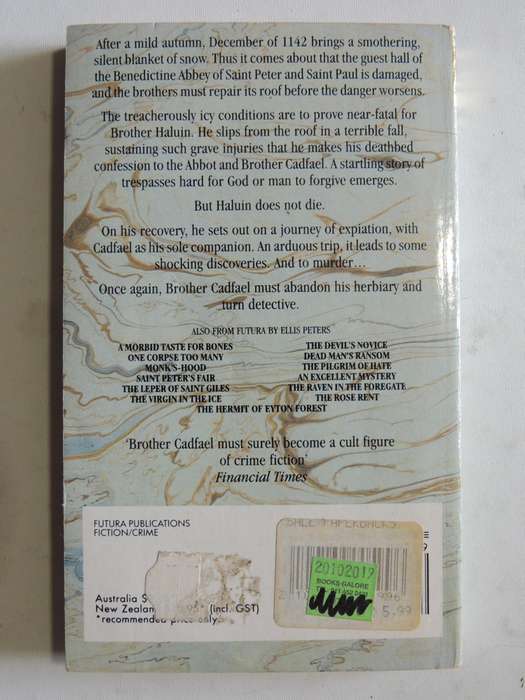 After a mild autumn, December of 1142 brings a smothering,
silent blanket of snow. Thus it comes about that the guest hall of
the Benedictine Abbey of Saint Peter and Saint Paul is damaged,
and the brothers must repair its roof before the danger worsens.
The treacherously icy conditions are to prove near-fatal for
Brother Haluin. He slips from the roof in a terrible fall,
sustaining such grave injuries that he makes his deathbed
confession to the Abbot and Brother Cadfael. A startling story of
trespasses hard for God or man to forgive emerges.
But Haluin does not die.
On his recovery, he sets out on a journey of expiation, with
Cadfael as his sole companion. An arduous trip, it leads to some
shocking discoveries. And to murder...
Once again, Brother Cadfael must abandon his herbiary and
turn detective.
ALSO FROM FUTURA BY ELLIS PETERS
A MORBID TASTE FOR BONES
ONE CORPSE TOO MANY
MONK'S-HOOD
SAINT PETER'S FAIR
THE LEPER OF SAINT GILES
THE VIRGIN IN THE ICE
THE DEVIL'S NOVICE
DEAD MAN'S RANSOM
THE PILGRIM OF HATE
AN EXCELLENT MYSTERY
THE RAVEN IN THE FOREGATE
THE ROSE RENT
THE HERMIT OF EYTON FOREST
'Brother Cadfael must surely become a cult figure
of crime fiction'
Financial Times
FUTURA PUBLICATIONS
FICTION/CRIME
Australia $
New Zealan (incl. GST)
*recommended price only.
20102019
BOOKS-GALORE
5.99